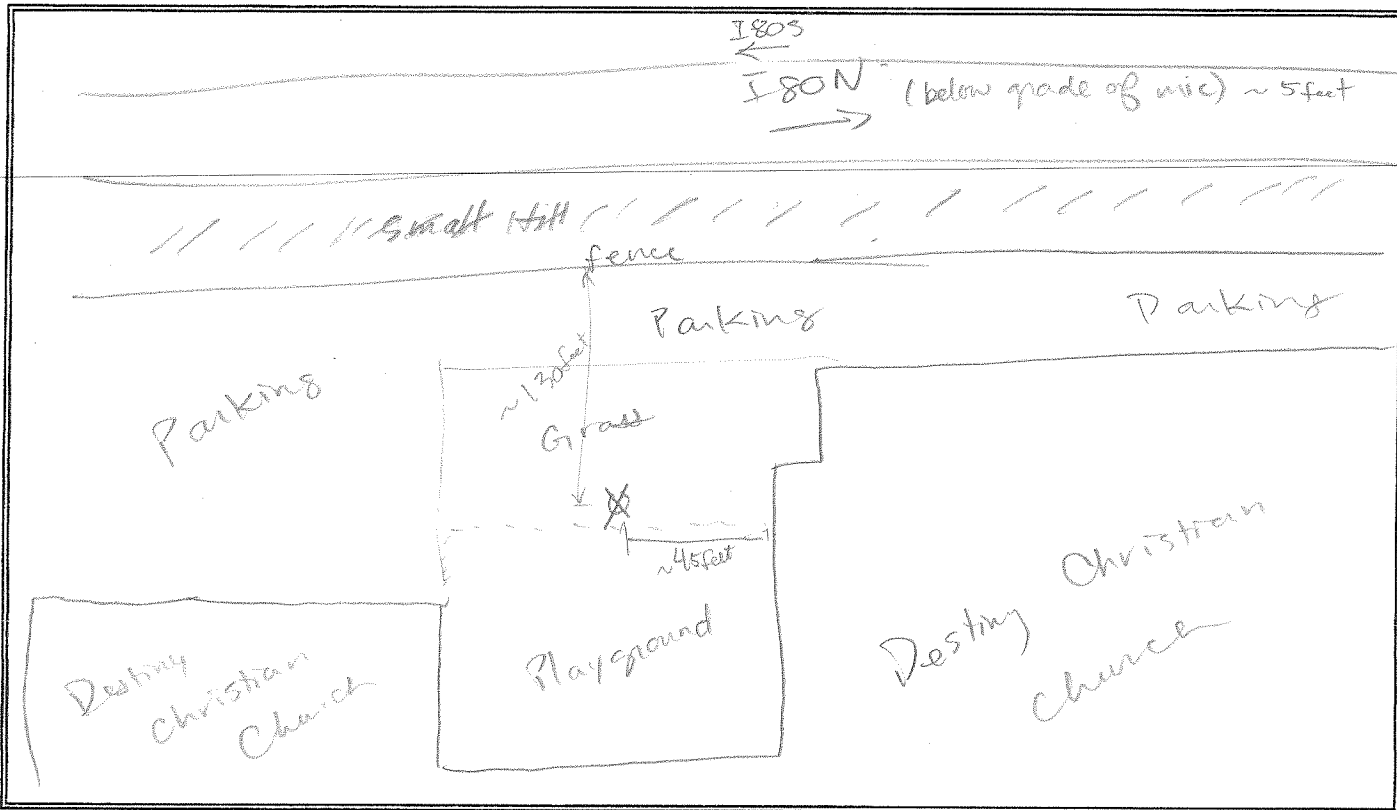 I80S
I80N (below grade of mic) ~ 5 feet
Small Hill
fence
Parking
Parking
Parking
~130 feet
Grass
~45 feet
Playground
Destiny
Christian
Church
Destiny Christian
Church